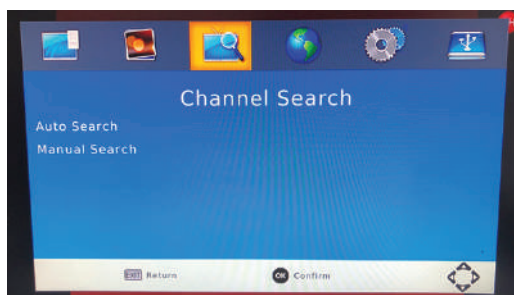 Channel Search
Auto Search
Manual Search
EXIT Return
OK Confirm